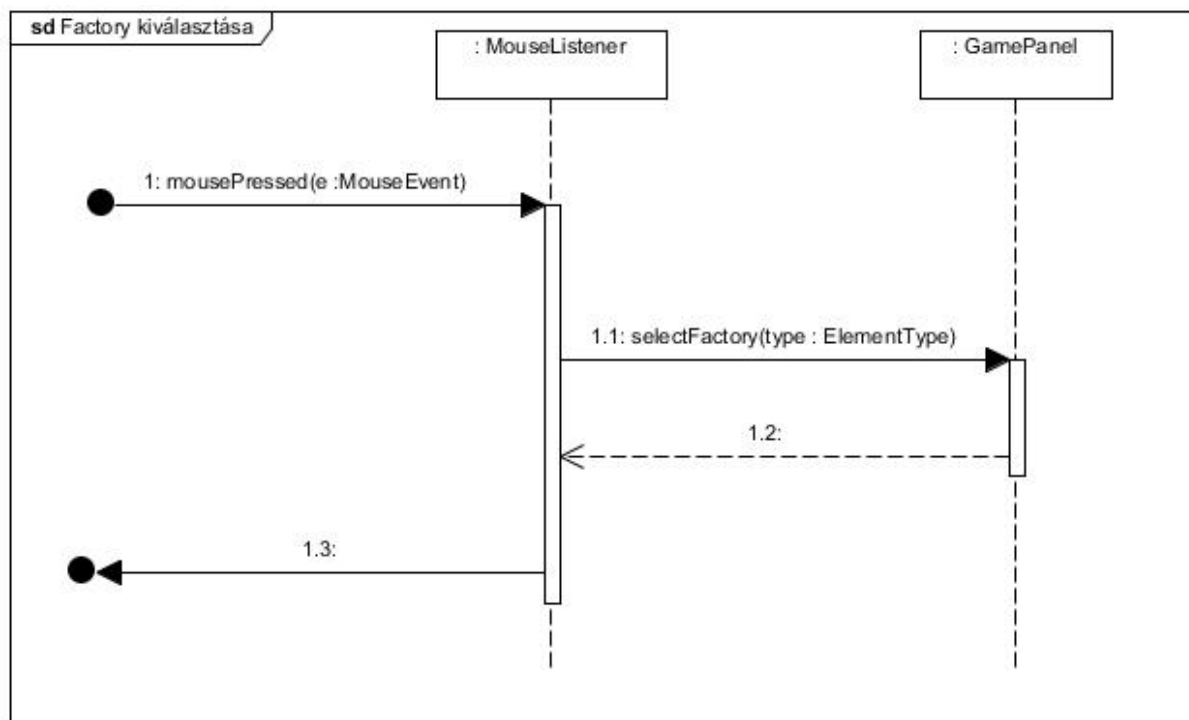 sd Factory kiválasztása
: MouseListener
: GamePanel
1: mousePressed(e :MouseEvent)
1.1: selectFactory(type : ElementType)
1.2:
1.3: